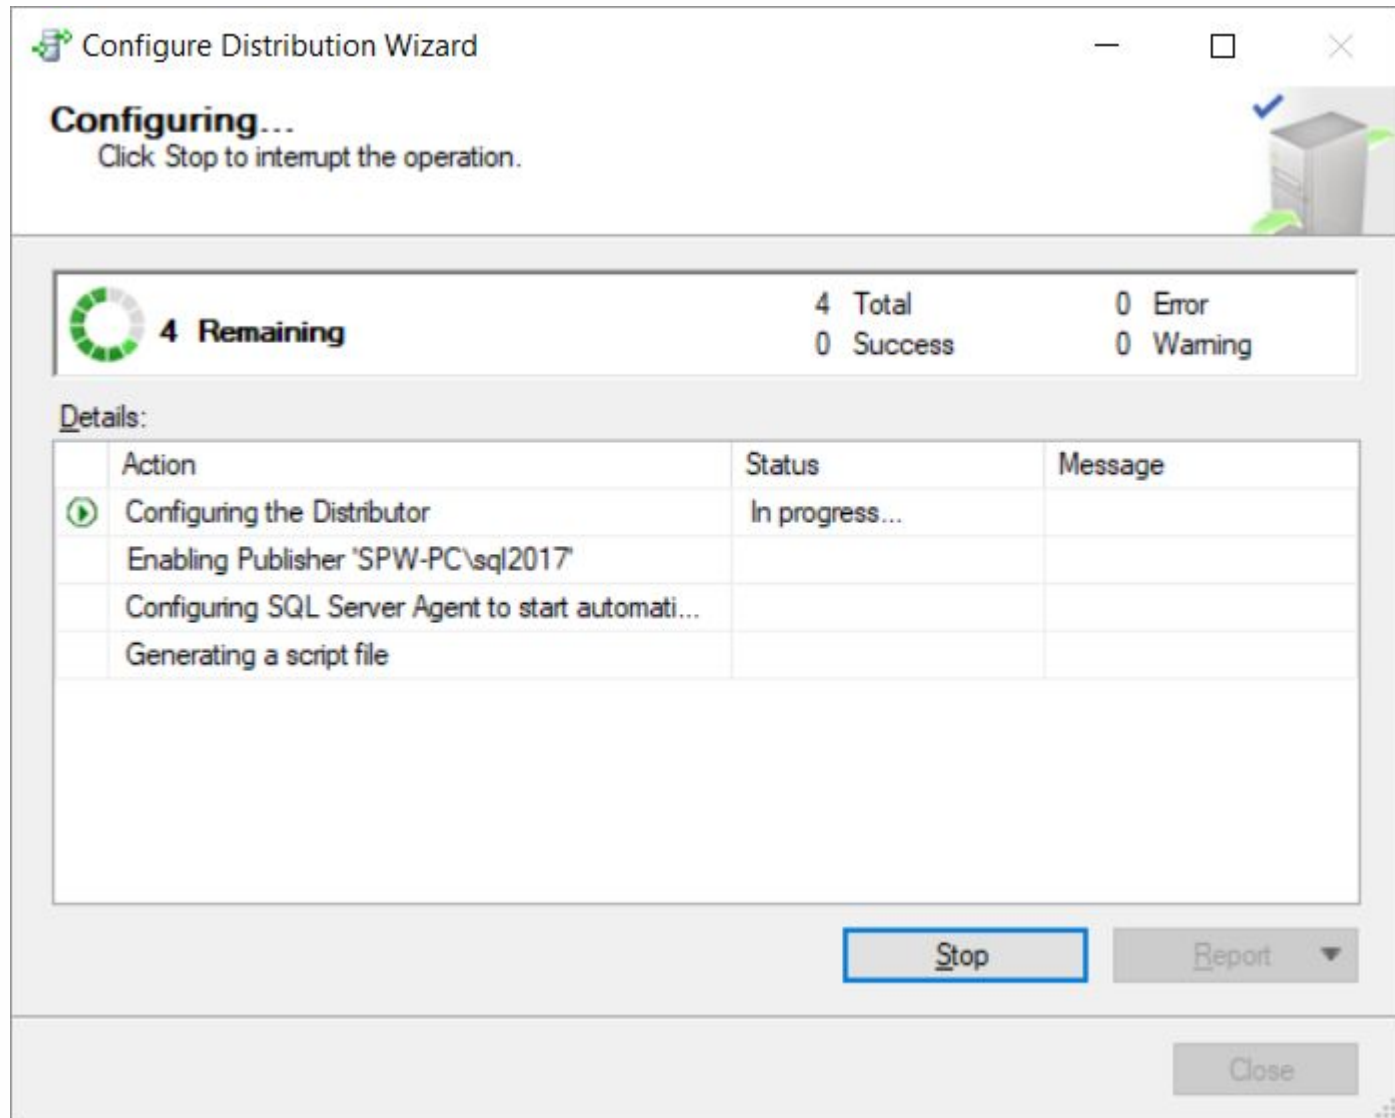 Configure Distribution Wizard
Configuring...
Click Stop to interrupt the operation.
4 Remaining
4 Total
0 Error
0 Success
0 Warning
Details:
Action Status Message
Configuring the Distributor In progress...
Enabling Publisher 'SPW-PC\sql2017'
Configuring SQL Server Agent to start automati...
Generating a script file
Stop Report
Close